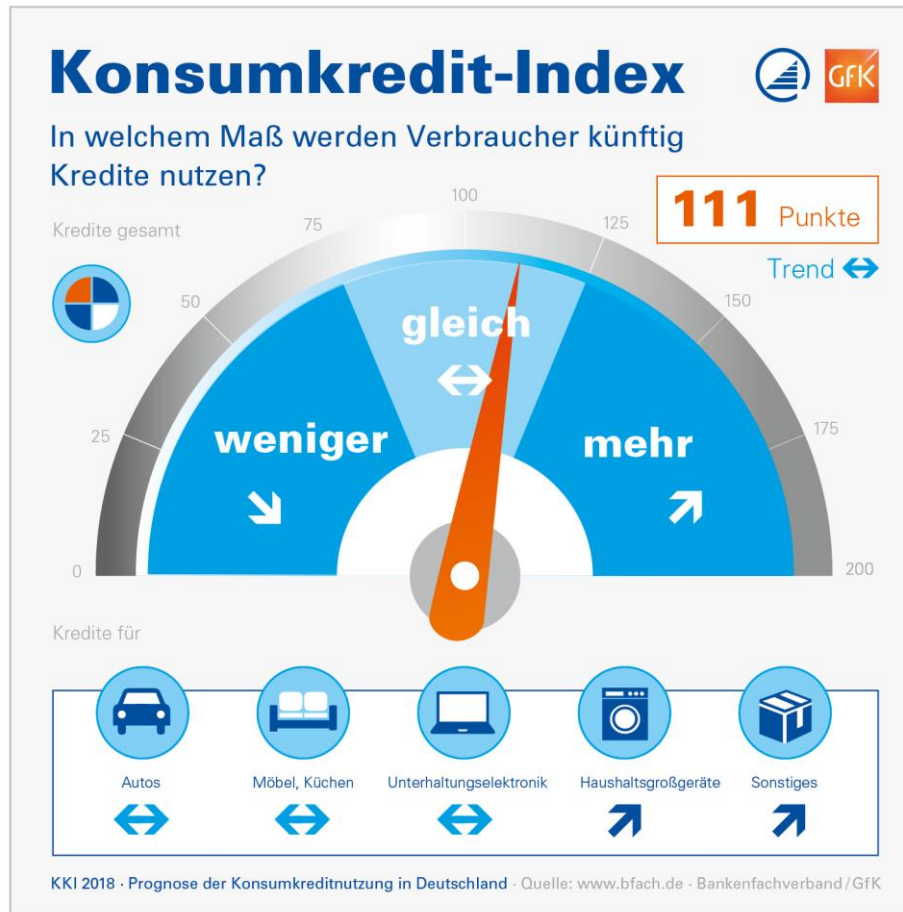 Konsumkredit-Index
GfK
In welchem Maß werden Verbraucher künftig
Kredite nutzen?
111 Punkte
Trend
Kredite gesamt
0
25
50
75
100
125
150
175
200
weniger
gleich
mehr
Kredite für
Autos
Möbel, Küchen
Unterhaltungselektronik
Haushaltsgroßgeräte
Sonstiges
KKI 2018 · Prognose der Konsumkreditnutzung in Deutschland · Quelle: www.bfach.de · Bankenfachverband/GfK